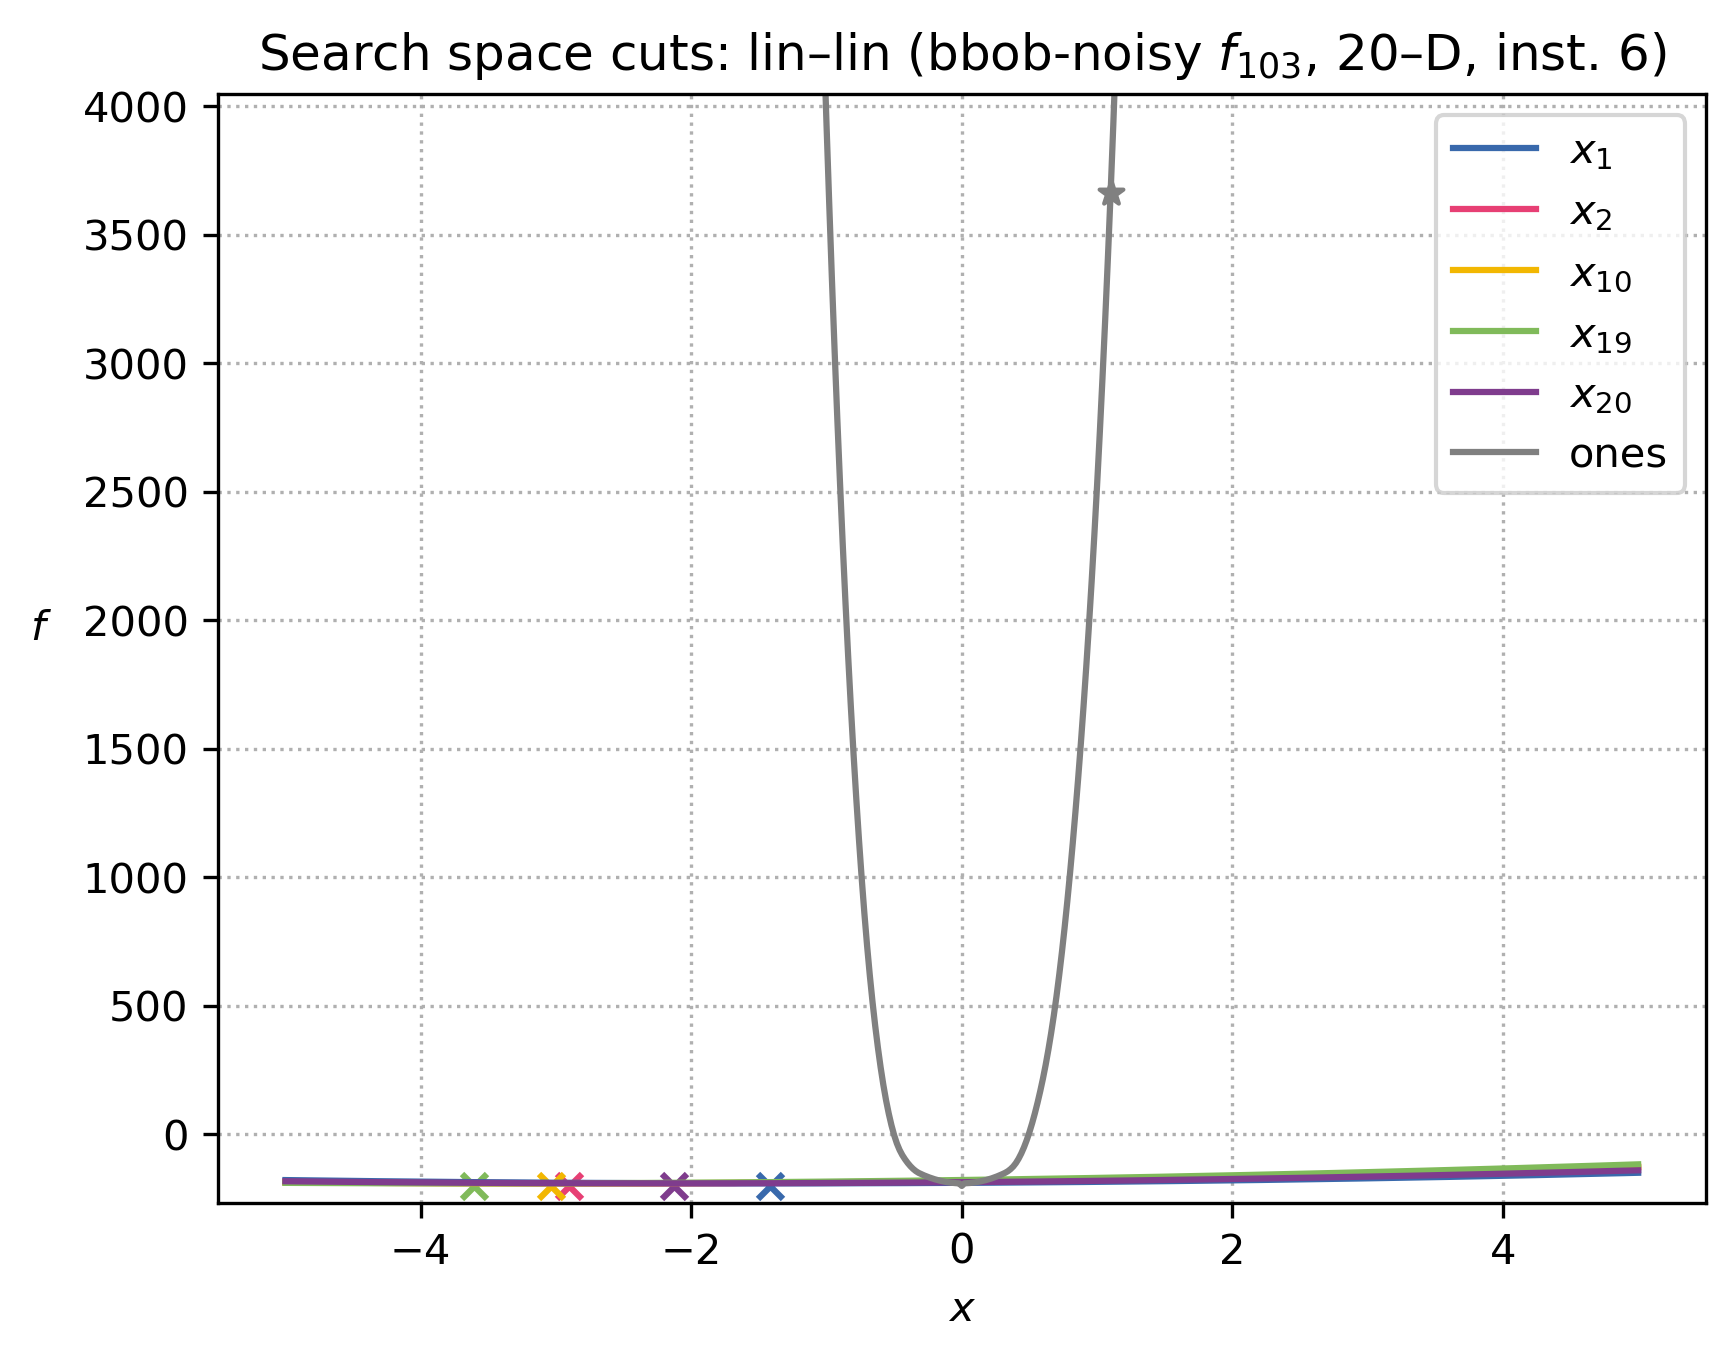 Search space cuts: lin–lin (bbob-noisy f₁₀₃, 20–D, inst. 6)
4000
3500
3000
2500
2000
1500
1000
500
0
f
−4 −2 0 2 4
x
x₁
x₂
x₁₀
x₁₉
x₂₀
ones